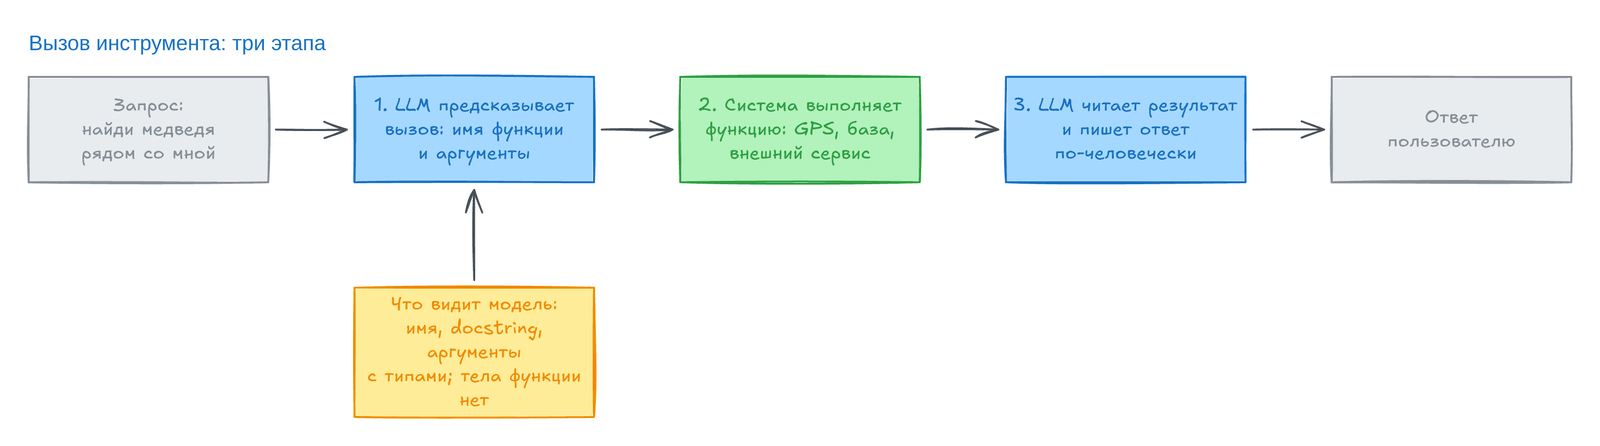 Вызов инструмента: три этапа
Запрос:
найди медведя
рядом со мной
1. LLM предсказывает
вызов: имя функции
и аргументы
2. Система выполняет
функцию: GPS, база,
внешний сервис
3. LLM читает результат
и пишет ответ
по-человечески
Ответ
пользователю
Что видит модель:
имя, docstring,
аргументы
с типами; тела функции
нет